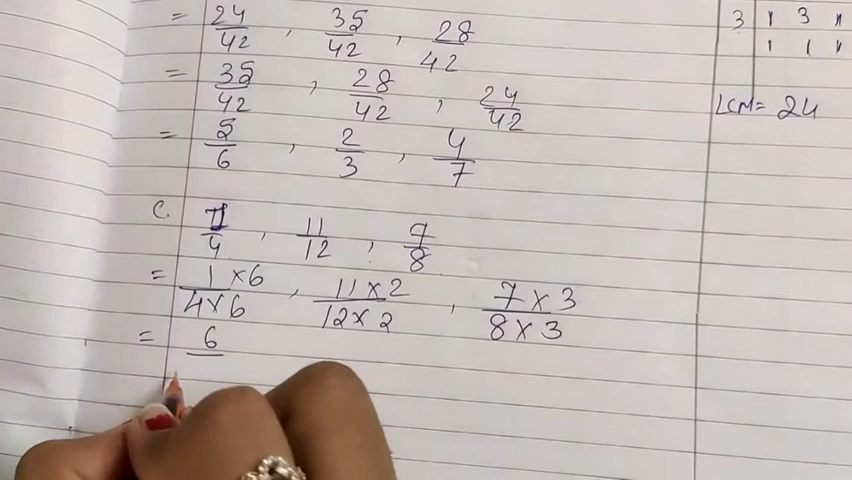 = 24/42 , 35/42 , 28/42
= 35/42 , 28/42 , 24/42
= 5/6 , 2/3 , 4/7
C. 1/4 , 11/12 , 7/8
= 1×6/4×6 , 11×2/12×2 , 7×3/8×3
= 6
3 1 3 1
1 1 1
LCM= 24